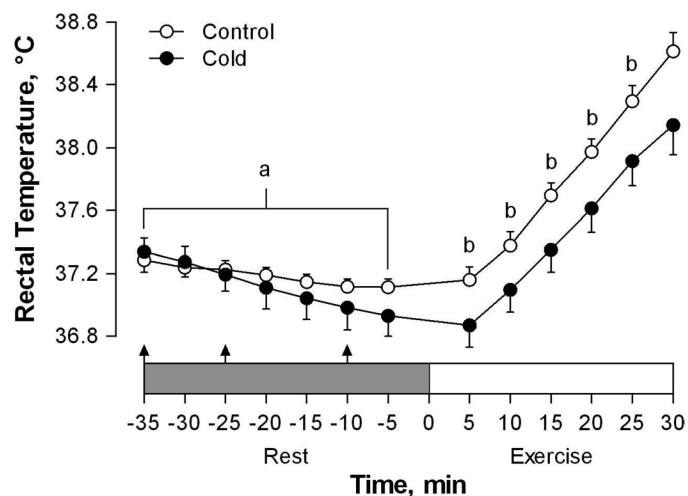 38.8
Control
Cold
38.4
b
b
38.0
b
b
a
37.6
b
b
37.2
36.8
Rectal Temperature, °C
-35 -30 -25 -20 -15 -10 -5 0 5 10 15 20 25 30
Rest Exercise
Time, min